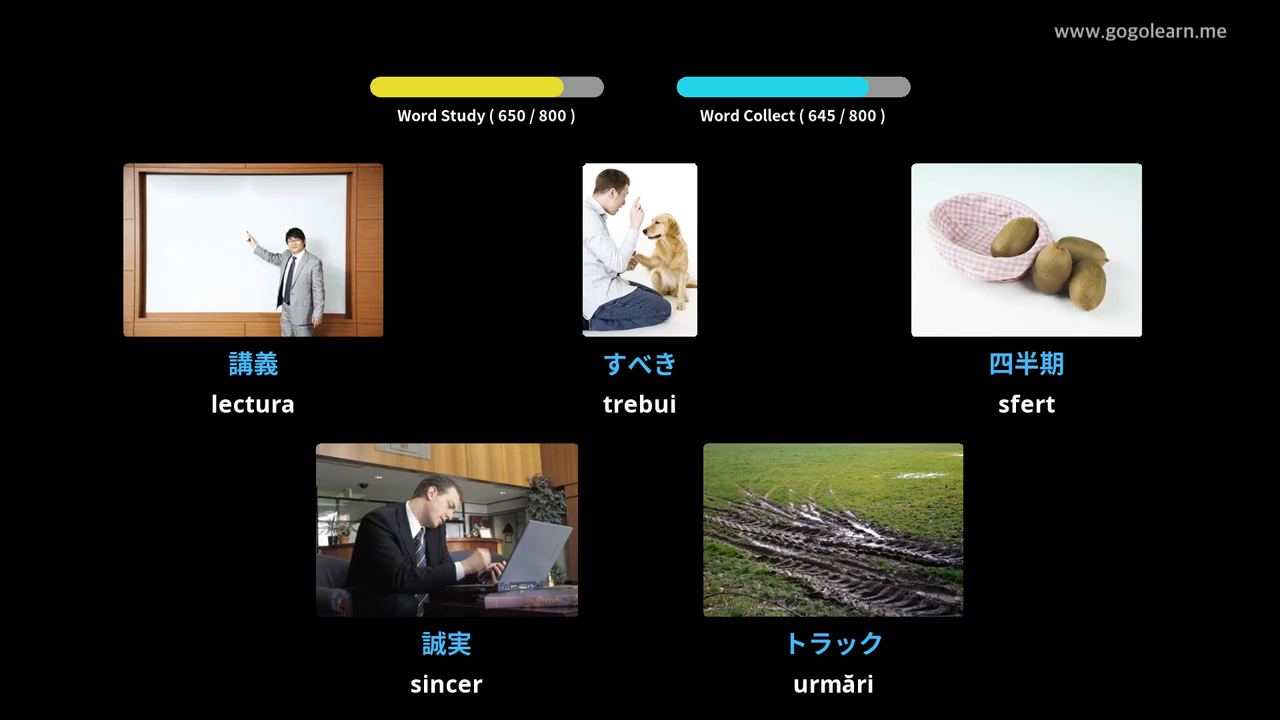 www.gogolearn.me
Word Study ( 650 / 800 )
Word Collect ( 645 / 800 )
講義
lectura
すべき
trebui
四半期
sfert
誠実
sincer
トラック
urmări